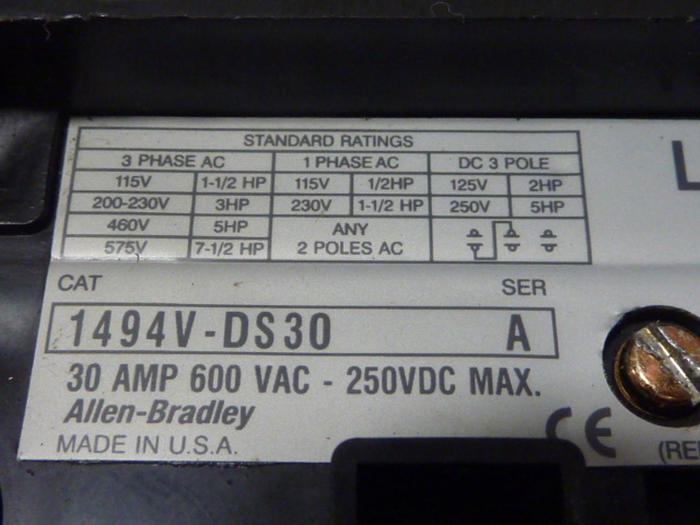 STANDARD RATINGS
3 PHASE AC 1 PHASE AC DC 3 POLE
115V 1-1/2 HP 115V 1/2HP 125V 2HP
200-230V 3HP 230V 1-1/2 HP 250V 5HP
460V 5HP ANY
575V 7-1/2 HP 2 POLES AC
L
CAT SER
1494V-DS30 A
30 AMP 600 VAC - 250VDC MAX.
Allen-Bradley
MADE IN U.S.A. CE